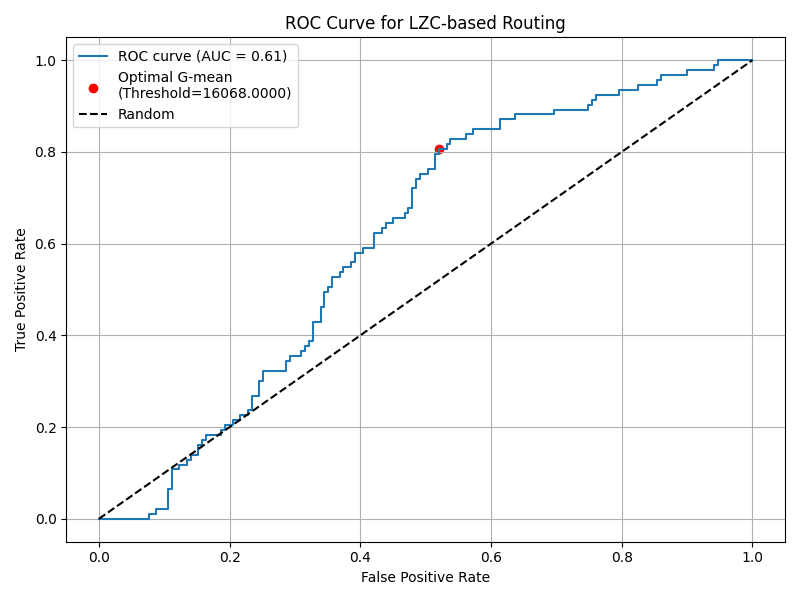 ROC Curve for LZC-based Routing
ROC curve (AUC = 0.61)
Optimal G-mean
(Threshold=16068.0000)
Random
True Positive Rate
1.0
0.8
0.6
0.4
0.2
0.0
0.0 0.2 0.4 0.6 0.8 1.0
False Positive Rate